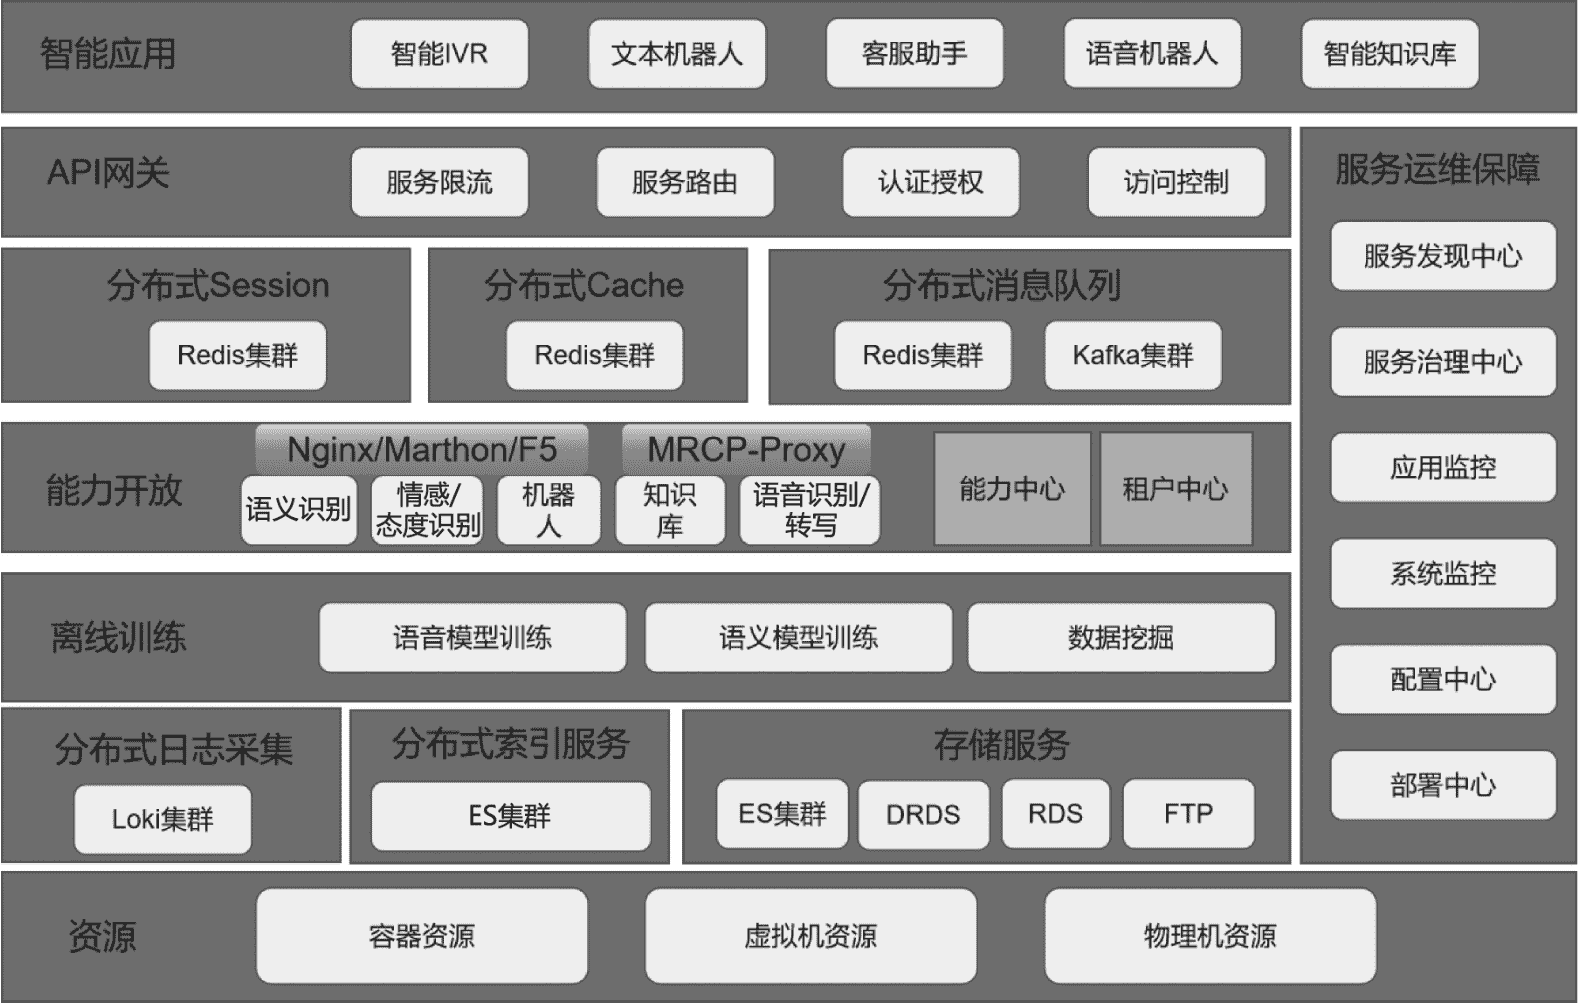 智能应用
智能IVR
文本机器人
客服助手
语音机器人
智能知识库
API网关
服务限流
服务路由
认证授权
访问控制
分布式Session
Redis集群
分布式Cache
Redis集群
分布式消息队列
Redis集群
Kafka集群
能力开放
Nginx/Marthon/F5
MRCP-Proxy
语义识别
情感/
态度识别
机器
人
知识
库
语音识别/
转写
能力中心
租户中心
离线训练
语音模型训练
语义模型训练
数据挖掘
分布式日志采集
Loki集群
分布式索引服务
ES集群
存储服务
ES集群
DRDS
RDS
FTP
服务运维保障
服务发现中心
服务治理中心
应用监控
系统监控
配置中心
部署中心
资源
容器资源
虚拟机资源
物理机资源